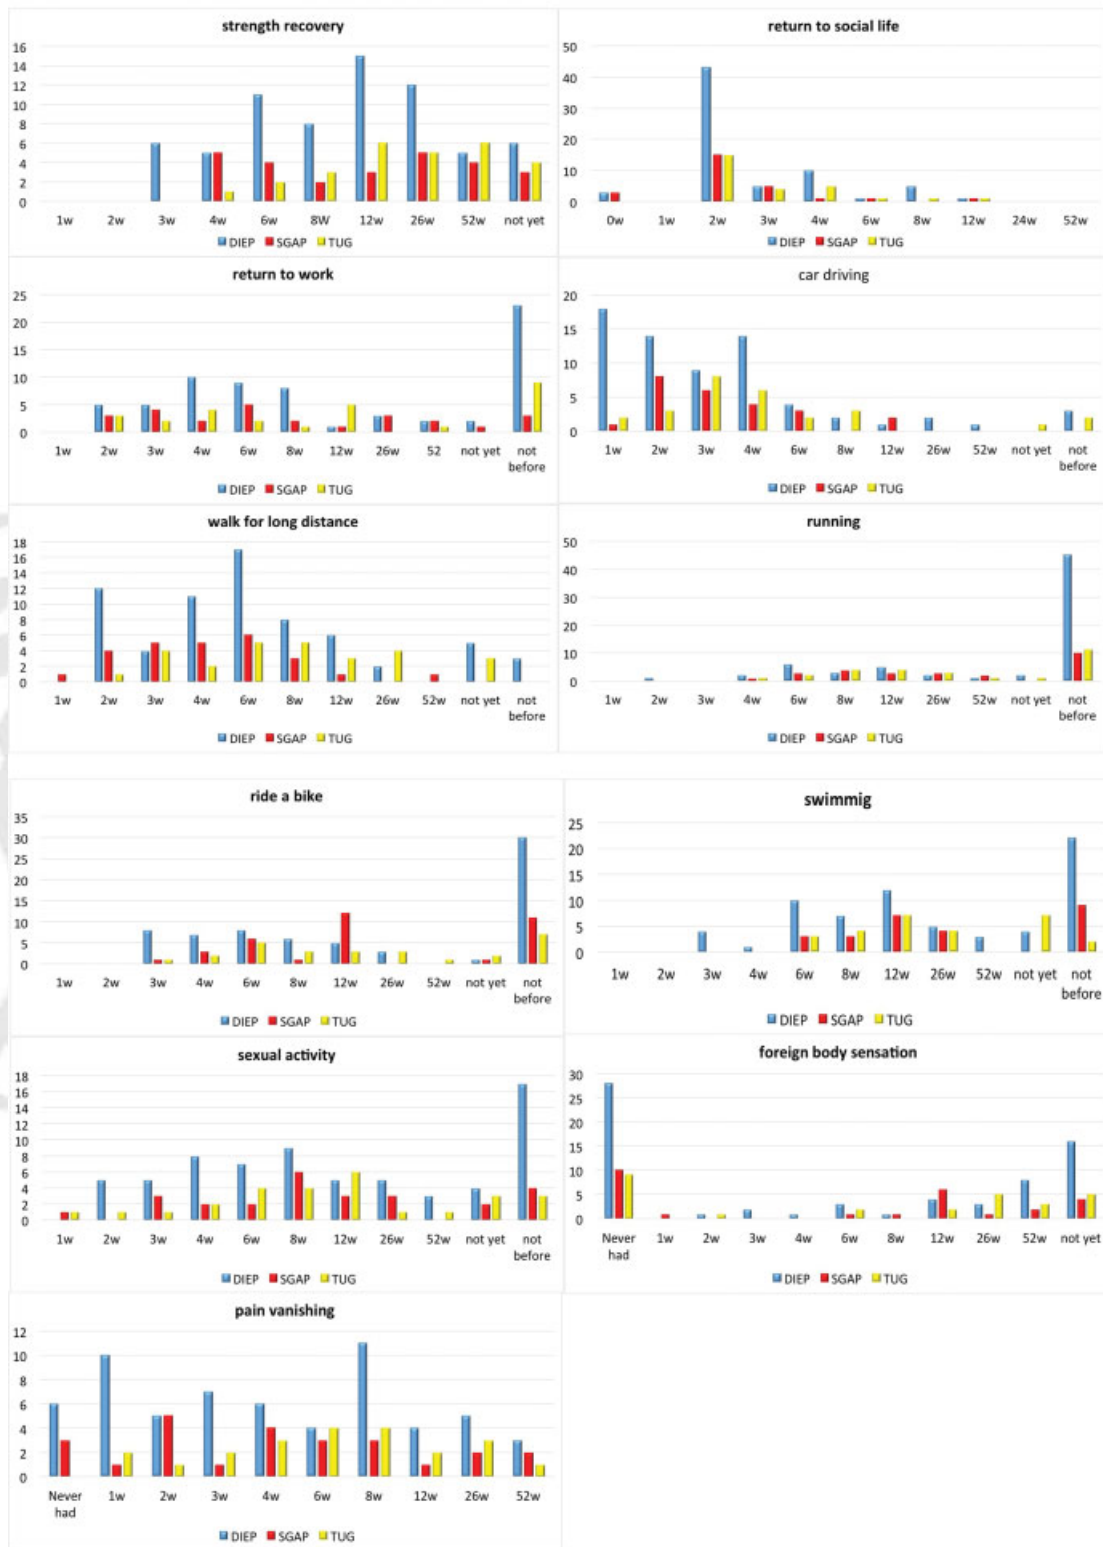 strength recovery
16
14
12
10
8
6
4
2
0
1w 2w 3w 4w 6w 8W 12w 26w 52w not yet
DIEP SGAP TUG
return to social life
50
40
30
20
10
0
0w 1w 2w 3w 4w 6w 8w 12w 24w 52w
DIEP SGAP TUG
return to work
25
20
15
10
5
0
1w 2w 3w 4w 6w 8w 12w 26w 52 not yet not
before
DIEP SGAP TUG
car driving
20
15
10
5
0
1w 2w 3w 4w 6w 8w 12w 26w 52w not yet not
before
DIEP SGAP TUG
walk for long distance
18
16
14
12
10
8
6
4
2
0
1w 2w 3w 4w 6w 8w 12w 26w 52w not yet not
before
DIEP SGAP TUG
running
50
40
30
20
10
0
1w 2w 3w 4w 6w 8w 12w 26w 52w not yet not
before
DIEP SGAP TUG
ride a bike
35
30
25
20
15
10
5
0
1w 2w 3w 4w 6w 8w 12w 26w 52w not yet not
before
DIEP SGAP TUG
swimmig
25
20
15
10
5
0
1w 2w 3w 4w 6w 8w 12w 26w 52w not yet not
before
DIEP SGAP TUG
sexual activity
18
16
14
12
10
8
6
4
2
0
1w 2w 3w 4w 6w 8w 12w 26w 52w not yet not
before
DIEP SGAP TUG
foreign body sensation
30
25
20
15
10
5
0
Never 1w 2w 3w 4w 6w 8w 12w 26w 52w not yet
had
DIEP SGAP TUG
pain vanishing
12
10
8
6
4
2
0
Never 1w 2w 3w 4w 6w 8w 12w 26w 52w
had
DIEP SGAP TUG